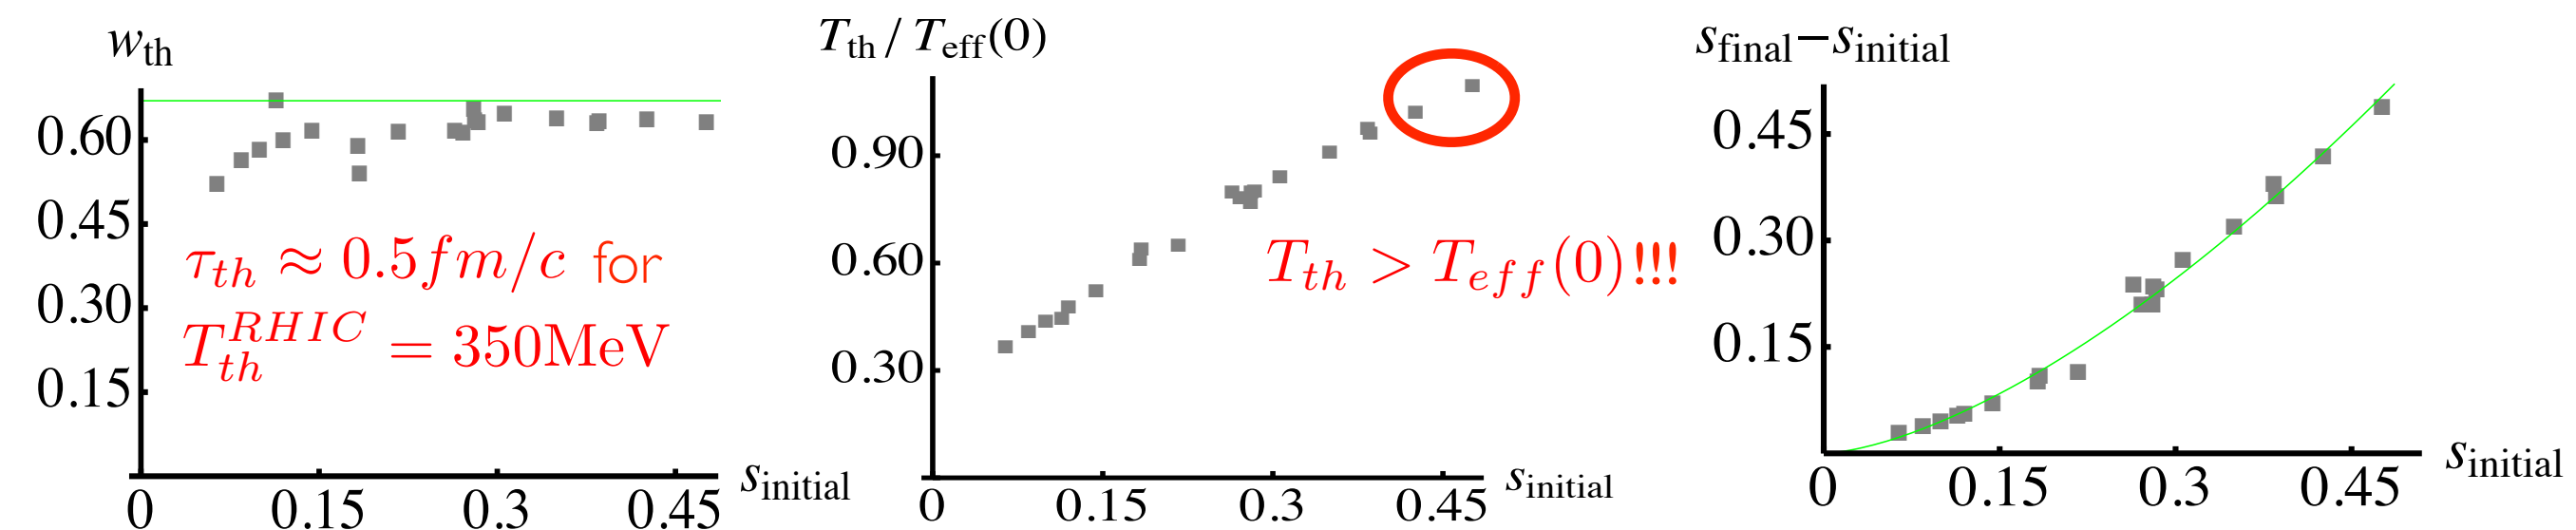 w_th
0.60
0.45
0.30
0.15
0 0.15 0.3 0.45
s_initial
τ_th ≈ 0.5fm/c for
T_th^RHIC = 350MeV
T_th / T_eff(0)
0.90
0.60
0.30
0 0.15 0.3 0.45
s_initial
T_th > T_eff(0)!!!
s_final−s_initial
0.45
0.30
0.15
0 0.15 0.3 0.45
s_initial